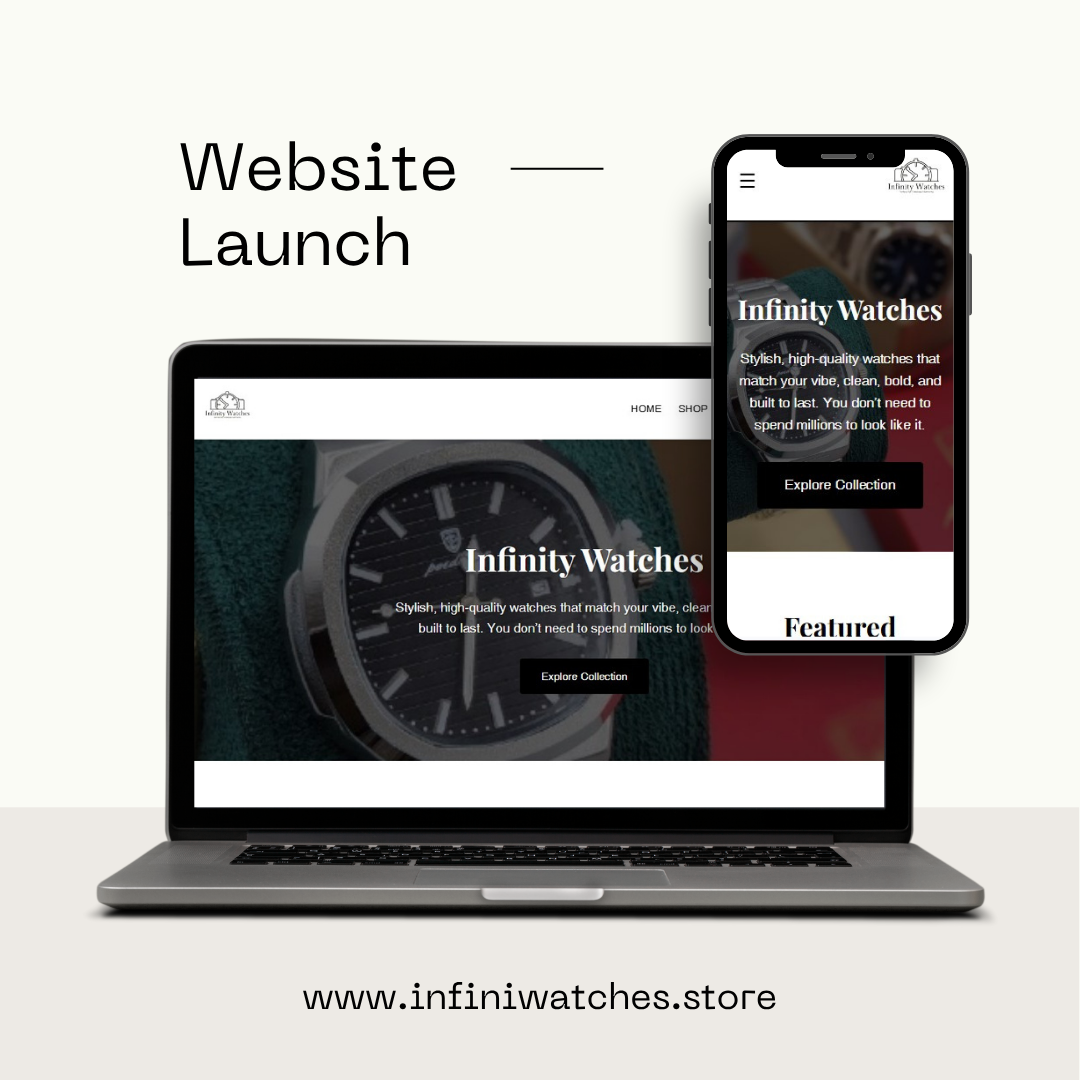 Website
Launch
Infinity Watches
HOME SHOP
Infinity Watches
Stylish, high-quality watches that match your vibe, clean
built to last. You don't need to spend millions to look
Explore Collection
Infinity Watches
Infinity Watches
Stylish, high-quality watches that
match your vibe, clean, bold, and
built to last. You don't need to
spend millions to look like it.
Explore Collection
Featured
www.infiniwatches.store